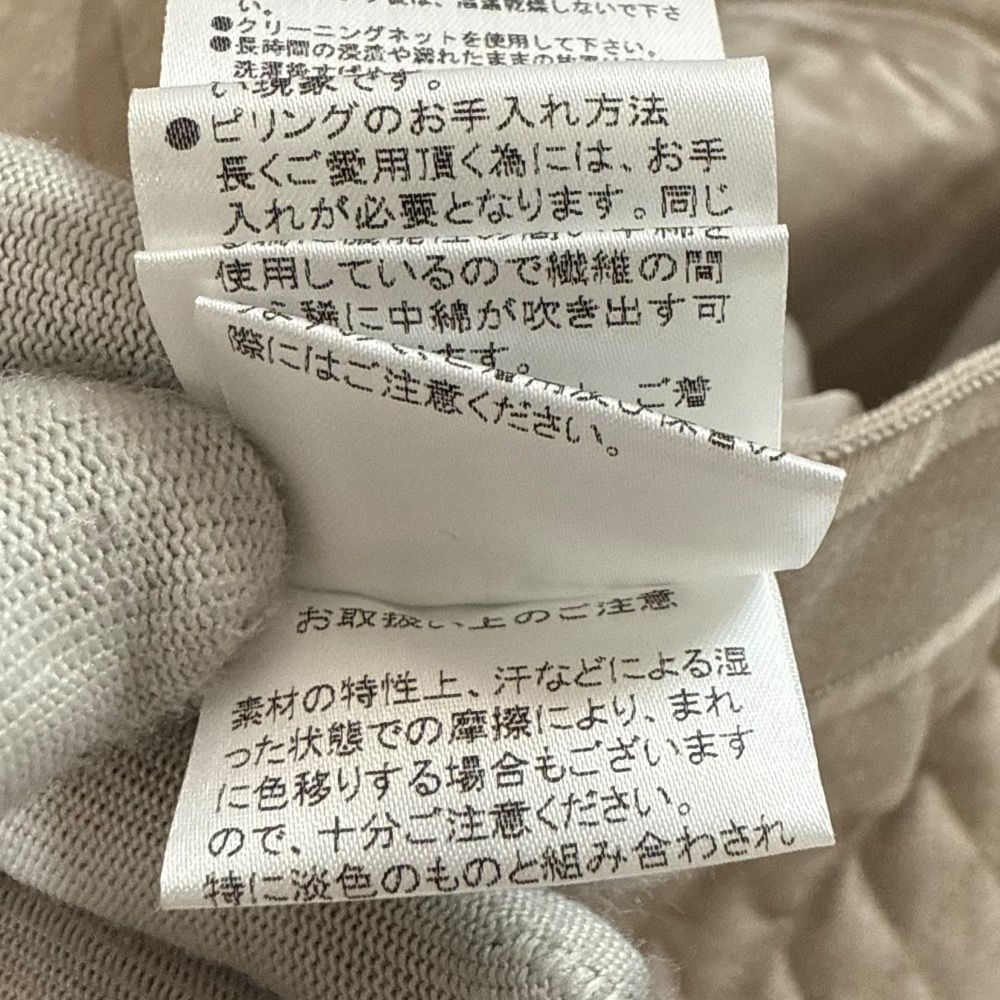 い。
●クリーニングネットを使用して下さい。
●長時間の浸漬や濡れたままの
い現象です。
●ピリングのお手入れ方法
長くご愛用頂く為には、お手
入れが必要となります。同じ
使用しているので繊維の間
に中綿が吹き出す可
ご着
際にはご注意ください。
お取扱い上のご注意
素材の特性上、汗などによる湿
った状態での摩擦により、まれ
に色移りする場合もございます
ので、十分ご注意ください。
特に淡色のものと組み合わされ